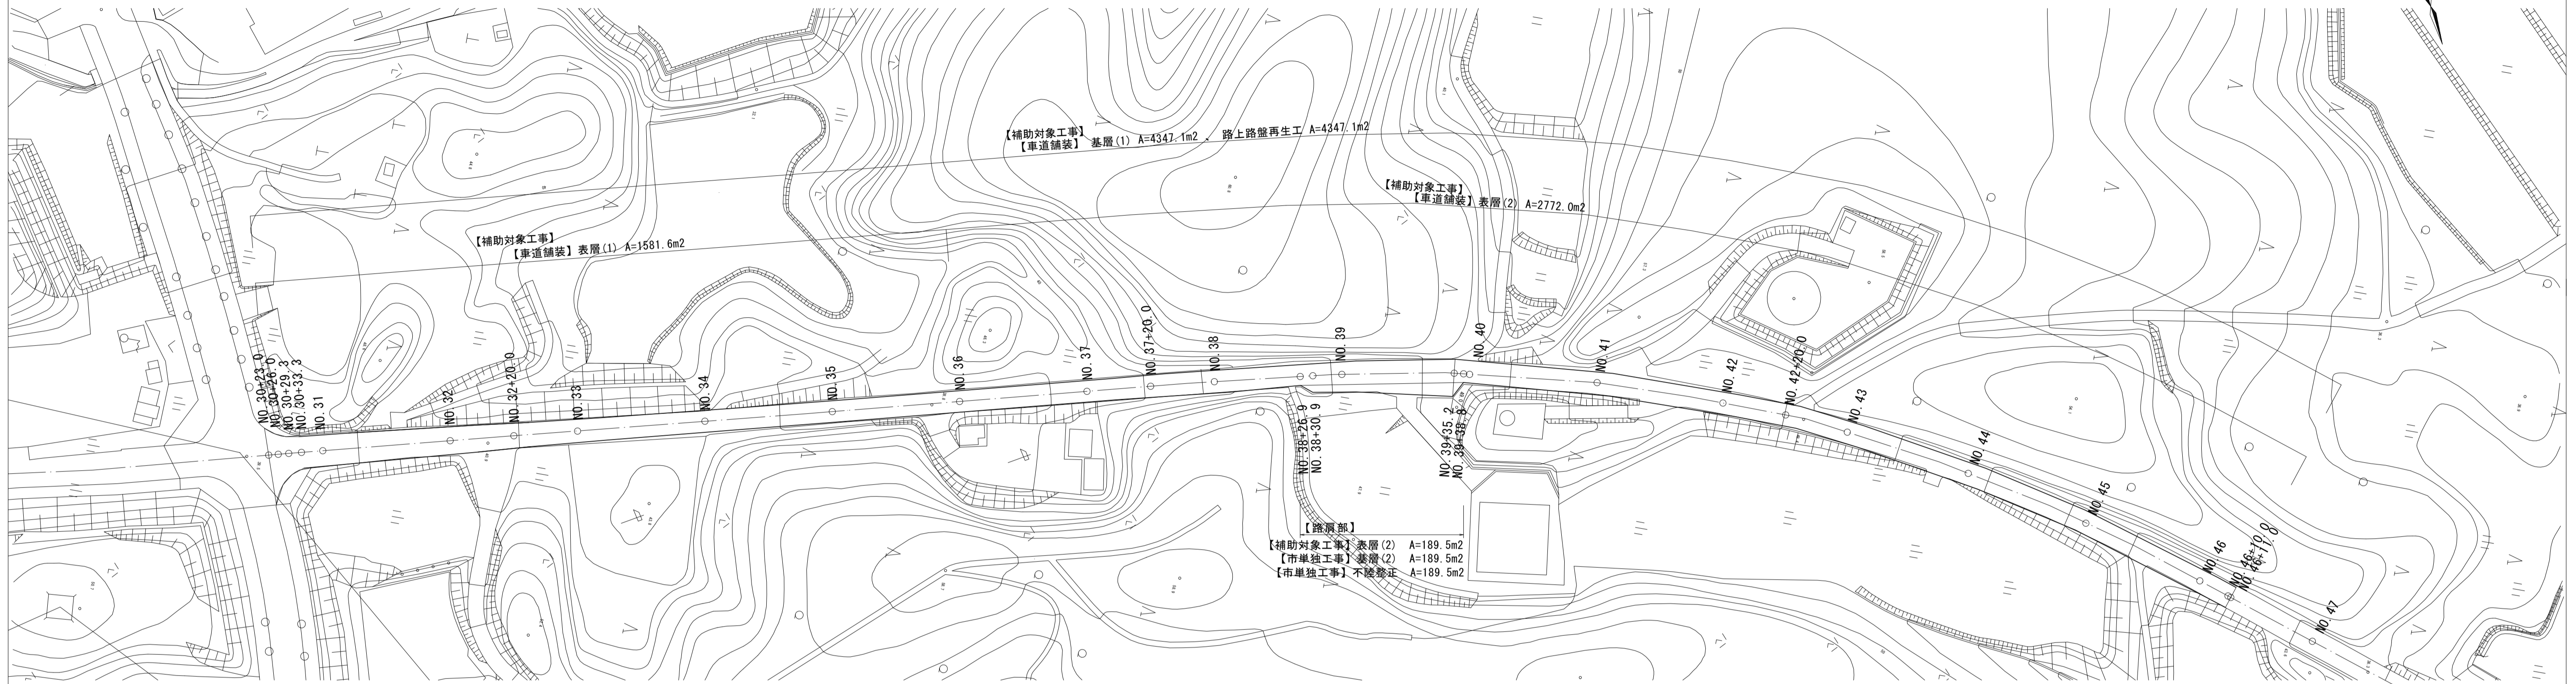 【補助対象工事】
【車道舗装】 基層(1) A=4347.1m2 、 路上路盤再生工 A=4347.1m2
【補助対象工事】
【車道舗装】表層(2) A=2772.0m2
【補助対象工事】
【車道舗装】表層(1) A=1581.6m2
NO.30+23.0
NO.30+26.0
NO.30+29.3
NO.30+33.3
NO.31
NO.32
NO.32+20.0
NO.33
NO.34
NO.35
NO.36
NO.37
NO.37+20.0
NO.38
NO.38+26.9
NO.38+30.9
NO.39
NO.39+35.2
NO.39+38.8
NO.40
NO.41
NO.42
NO.42+20.0
NO.43
NO.44
NO.45
NO.46
NO.46+10.0
NO.46+11.0
NO.47
【路肩部】
【補助対象工事】表層(2) A=189.5m2
【市単独工事】基層(2) A=189.5m2
【市単独工事】不陸整正 A=189.5m2